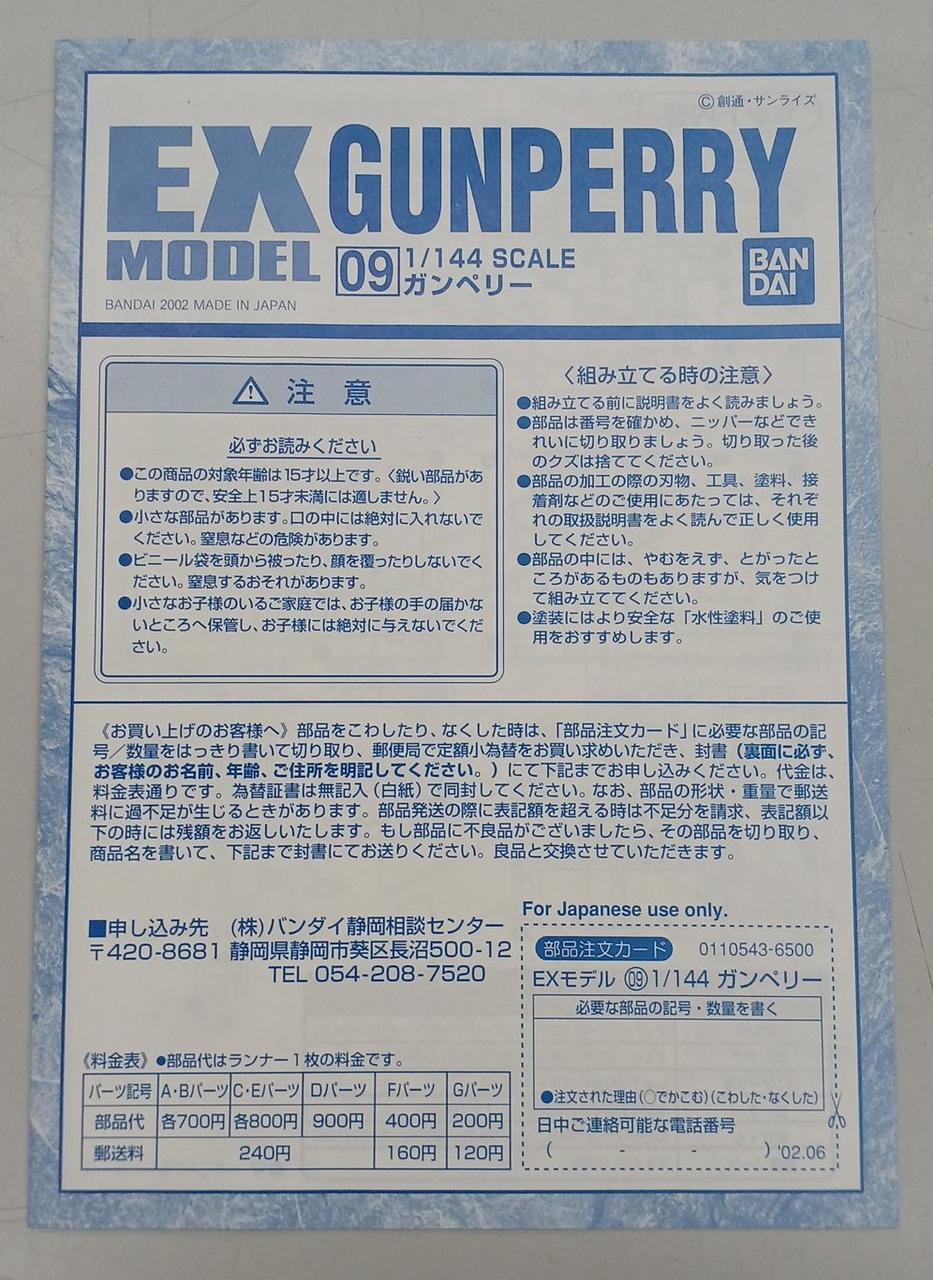 ©創通・サンライズ
EX GUNPERRY
MODEL
09
1/144 SCALE
ガンペリー
BAN
DAI
BANDAI 2002 MADE IN JAPAN
⚠注 意
必ずお読みください
●この商品の対象年齢は15才以上です。〈鋭い部品があ
りますので、安全上15才未満には適しません。〉
●小さな部品があります。口の中には絶対に入れないで
ください。窒息などの危険があります。
●ビニール袋を頭から被ったり、顔を覆ったりしないでく
ださい。窒息するおそれがあります。
●小さなお子様のいるご家庭では、お子様の手の届かな
いところへ保管し、お子様には絶対に与えないでくだ
さい。
〈組み立てる時の注意〉
●組み立てる前に説明書をよく読みましょう。
●部品は番号を確かめ、ニッパーなどでき
れいに切り取りましょう。切り取った後
のクズは捨ててください。
●部品の加工の際の刃物、工具、塗料、接
着剤などのご使用にあたっては、それぞ
れの取扱説明書をよく読んで正しく使用
してください。
●部品の中には、やむをえず、とがったと
ころがあるものもありますが、気をつけ
て組み立ててください。
●塗装にはより安全な「水性塗料」のご使
用をおすすめします。
《お買い上げのお客様へ》部品をこわしたり、なくした時は、「部品注文カード」に必要な部品の記
号／数量をはっきり書いて切り取り、郵便局で定額小為替をお買い求めいただき、封書（裏面に必ず、
お客様のお名前、年齢、ご住所を明記してください。）にて下記までお申し込みください。代金は、
料金表通りです。為替証書は無記入（白紙）で同封してください。なお、部品の形状・重量で郵送
料に過不足が生じるときがあります。部品発送の際に表記額を超える時は不足分を請求、表記額以
下の時には残額をお返しいたします。もし部品に不良品がございましたら、その部品を切り取り、
商品名を書いて、下記まで封書にてお送りください。良品と交換させていただきます。
■申し込み先 （株）バンダイ静岡相談センター
〒420-8681 静岡県静岡市葵区長沼500-12
TEL 054-208-7520
《料金表》●部品代はランナー1枚の料金です。
パーツ記号 A・Bパーツ C・Eパーツ Dパーツ Fパーツ Gパーツ
部品代 各700円 各800円 900円 400円 200円
郵送料 240円 160円 120円
For Japanese use only.
部品注文カード 0110543-6500
EXモデル ㊈1/144 ガンペリー
必要な部品の記号・数量を書く
●注文された理由（○でかこむ）（こわした・なくした）
日中ご連絡可能な電話番号
（ - - ） '02.06